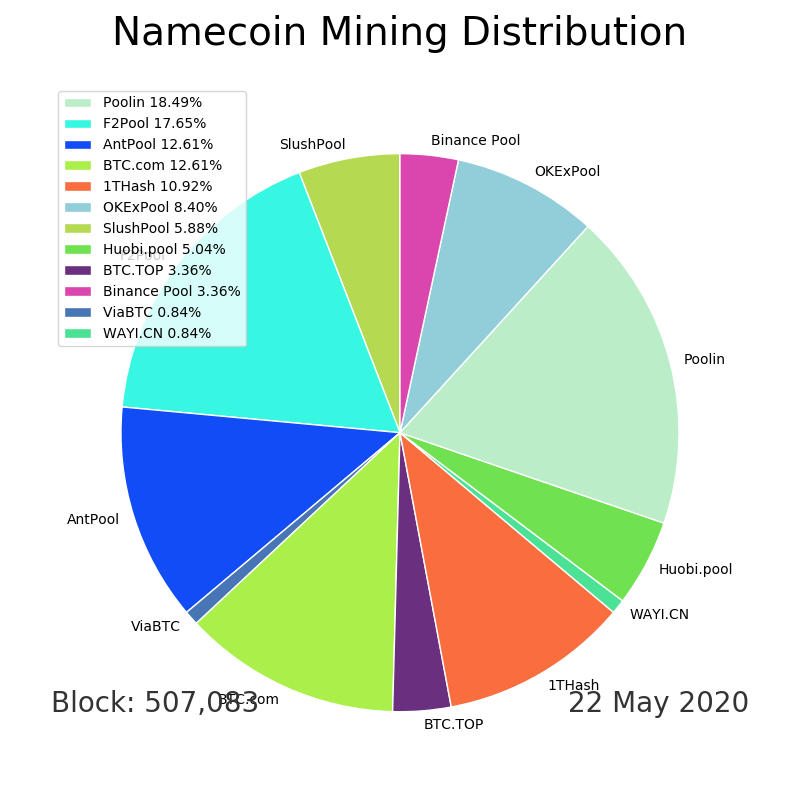 Namecoin Mining Distribution
Poolin 18.49%
F2Pool 17.65%
AntPool 12.61%
BTC.com 12.61%
1THash 10.92%
OKExPool 8.40%
SlushPool 5.88%
Huobi.pool 5.04%
BTC.TOP 3.36%
Binance Pool 3.36%
ViaBTC 0.84%
WAYI.CN 0.84%
Binance Pool
SlushPool
OKExPool
F2Pool
Poolin
AntPool
Huobi.pool
WAYI.CN
ViaBTC
1THash
BTC.com
BTC.TOP
Block: 507,083
22 May 2020